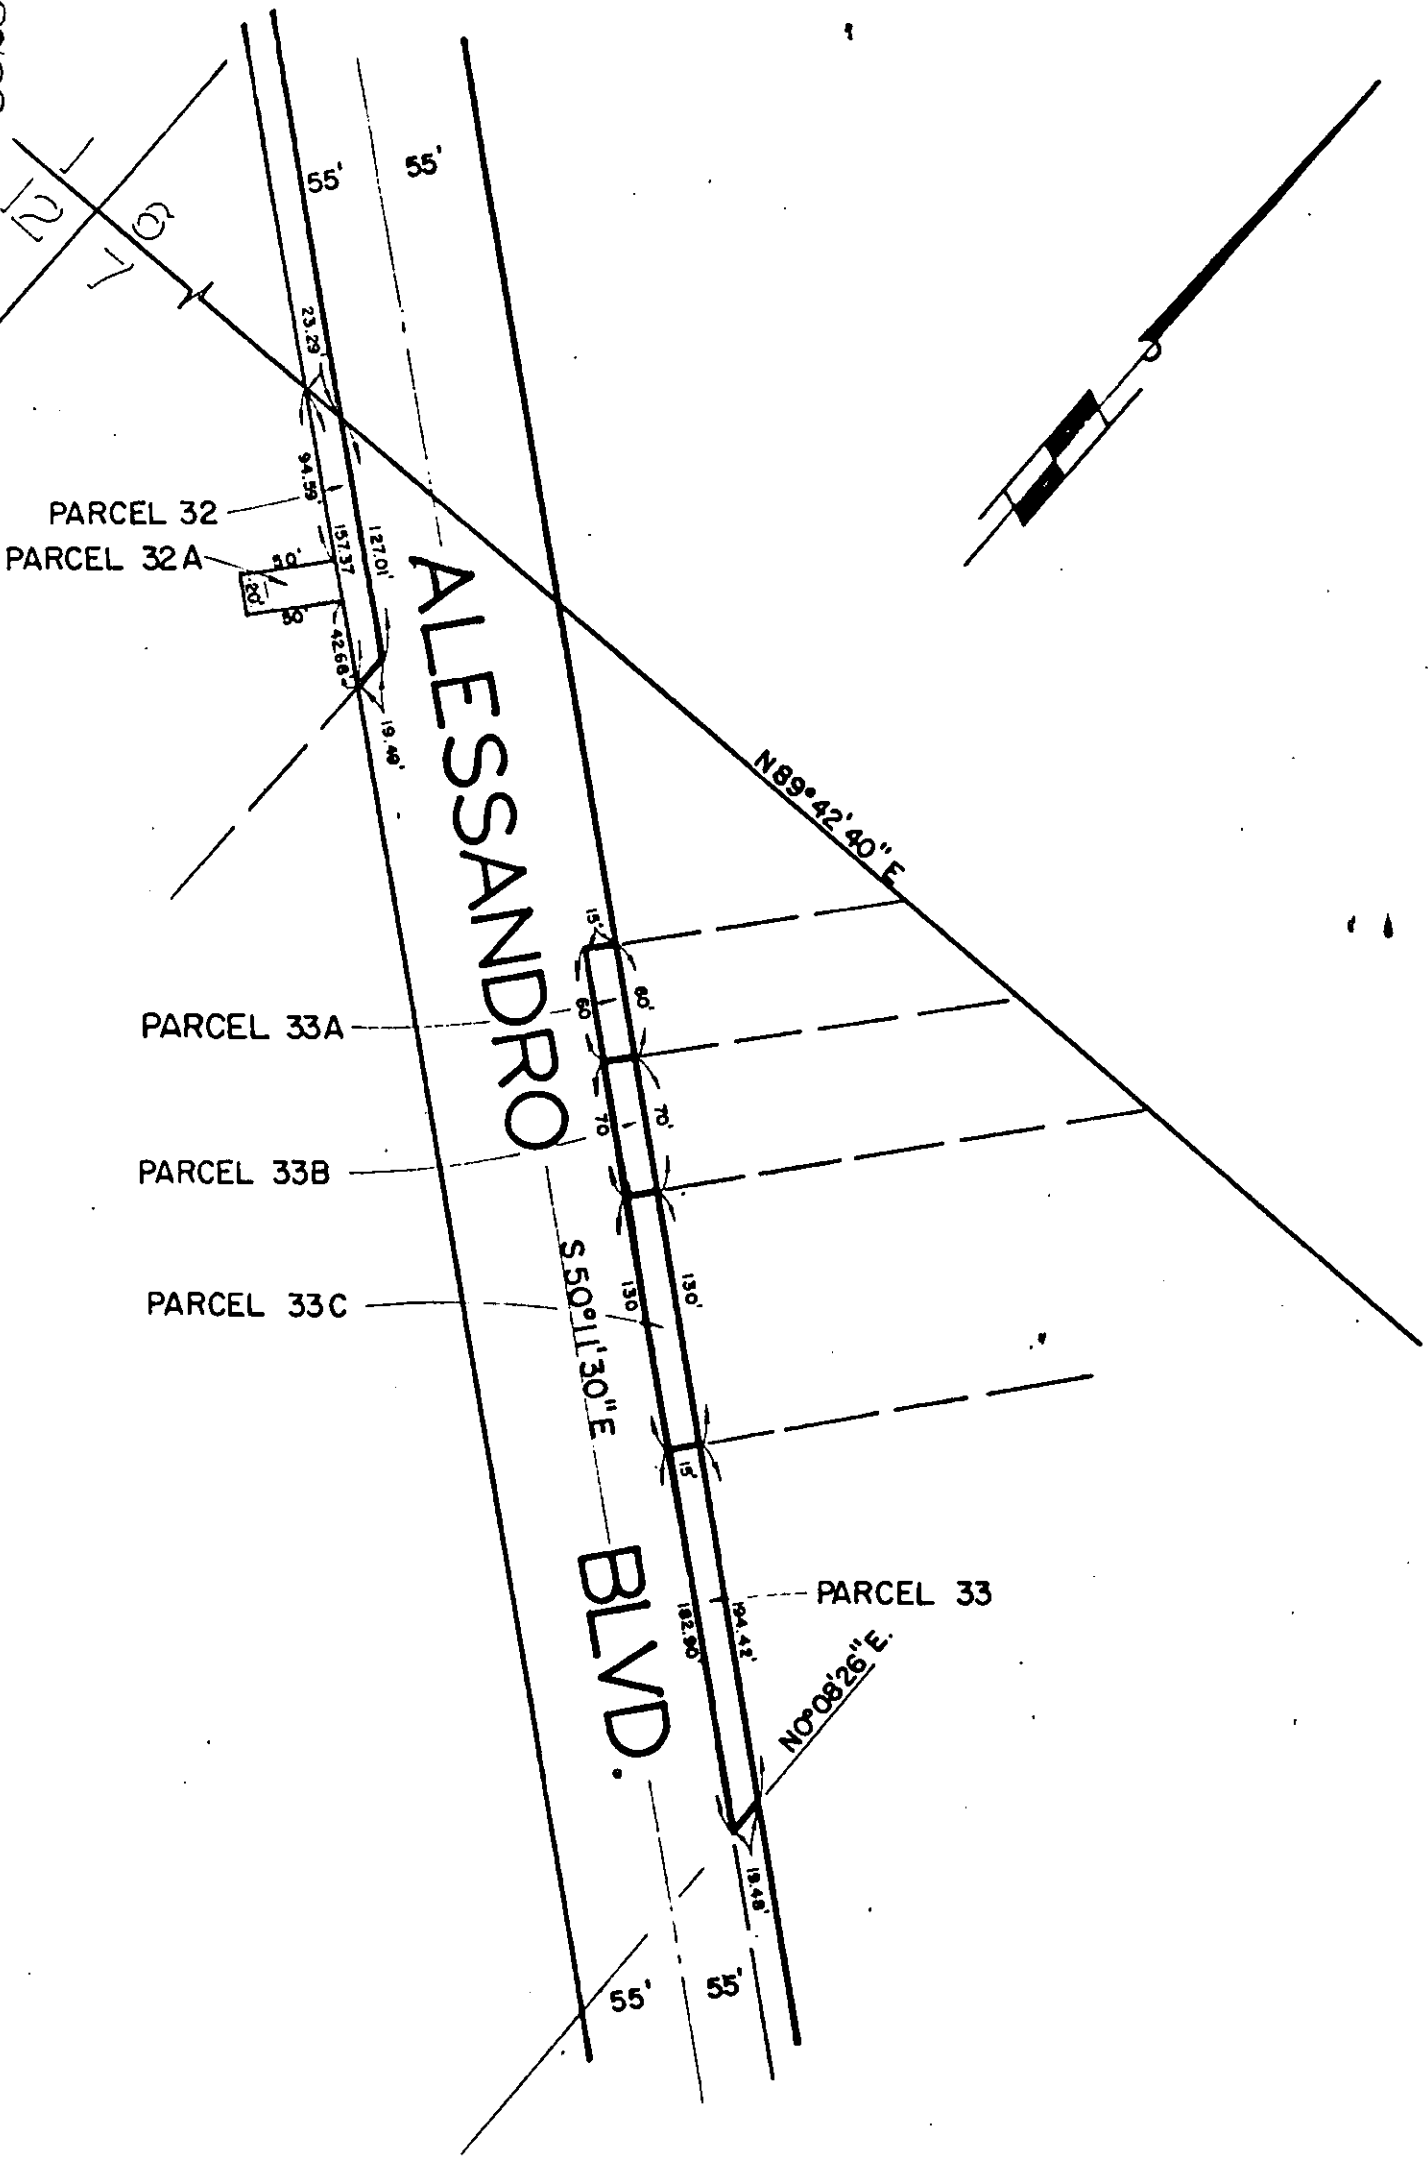 55'
55'
1
6
12
7
23.29'
94.59'
PARCEL 32
157.37
127.01'
PARCEL 32A
50'
20'
50'
42.68'
19.48'
ALESSANDRO
N89°42'40"E
15'
PARCEL 33A
60
60'
PARCEL 33B
70
70'
PARCEL 33C
S50°11'30"E
130
130'
15'
BLVD.
PARCEL 33
182.90'
194.42'
N0°08'26"E.
19.48'
55'
55'